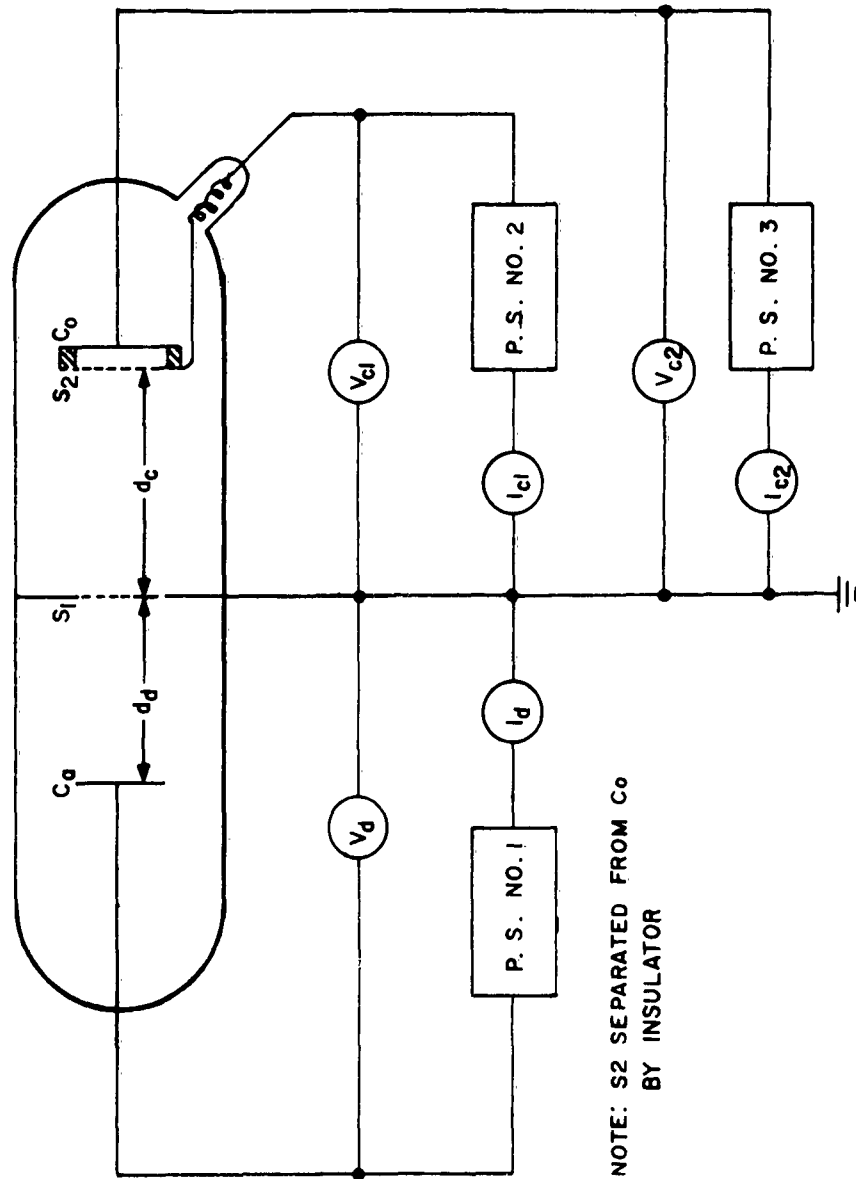 Ca
dd
S1
dc
S2
Co
Vd
Vc1
P. S. NO. 1
Id
Ic1
P. S. NO. 2
Vc2
Ic2
P. S. NO. 3
NOTE: S2 SEPARATED FROM Co
BY INSULATOR